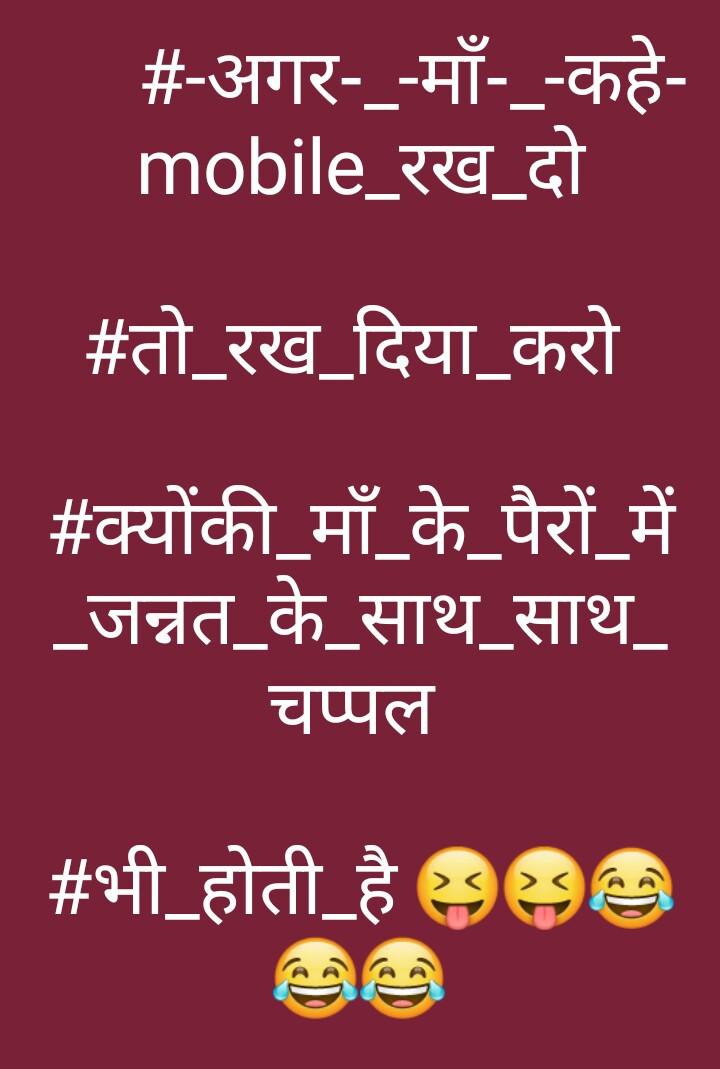 #-अगर-_-माँ-_-कहे-
mobile_रख_दो
#तो_रख_दिया_करो
#क्योंकी_माँ_के_पैरों_में
_जन्नत_के_साथ_साथ_
चप्पल
#भी_होती_है 😝😝😂
😂😂